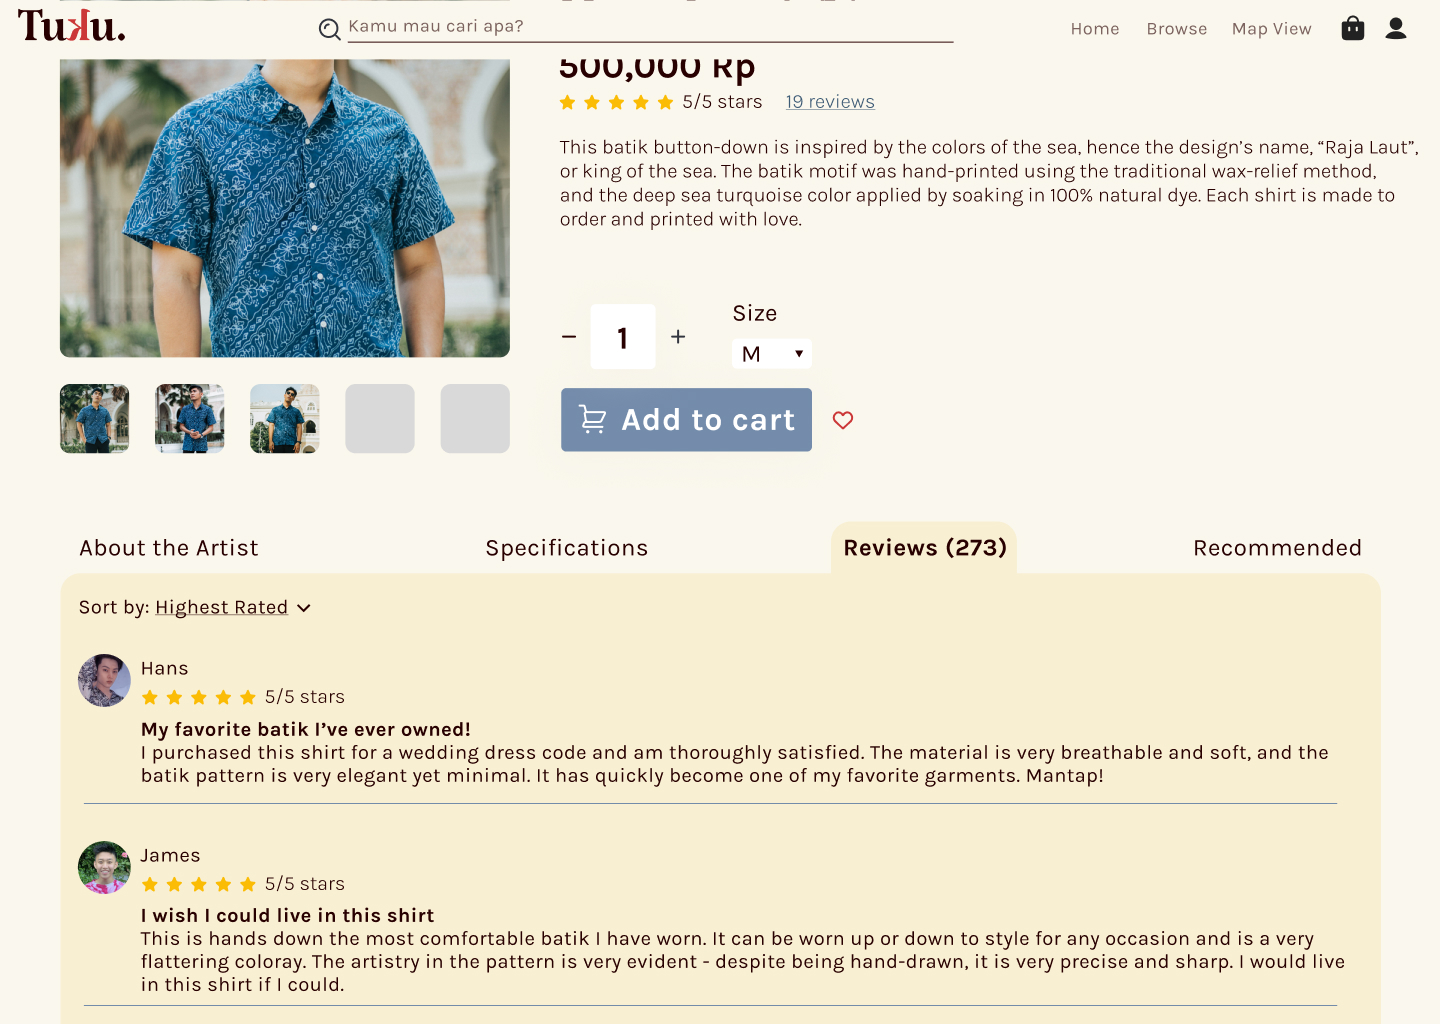 Tuku.
Kamu mau cari apa?
Home
Browse
Map View
500,000 Rp
5/5 stars
19 reviews
This batik button-down is inspired by the colors of the sea, hence the design’s name, “Raja Laut”,
or king of the sea. The batik motif was hand-printed using the traditional wax-relief method,
and the deep sea turquoise color applied by soaking in 100% natural dye. Each shirt is made to
order and printed with love.
Size
− 1 +
M
Add to cart
About the Artist
Specifications
Reviews (273)
Recommended
Sort by: Highest Rated
Hans
5/5 stars
My favorite batik I’ve ever owned!
I purchased this shirt for a wedding dress code and am thoroughly satisfied. The material is very breathable and soft, and the
batik pattern is very elegant yet minimal. It has quickly become one of my favorite garments. Mantap!
James
5/5 stars
I wish I could live in this shirt
This is hands down the most comfortable batik I have worn. It can be worn up or down to style for any occasion and is a very
flattering coloray. The artistry in the pattern is very evident - despite being hand-drawn, it is very precise and sharp. I would live
in this shirt if I could.